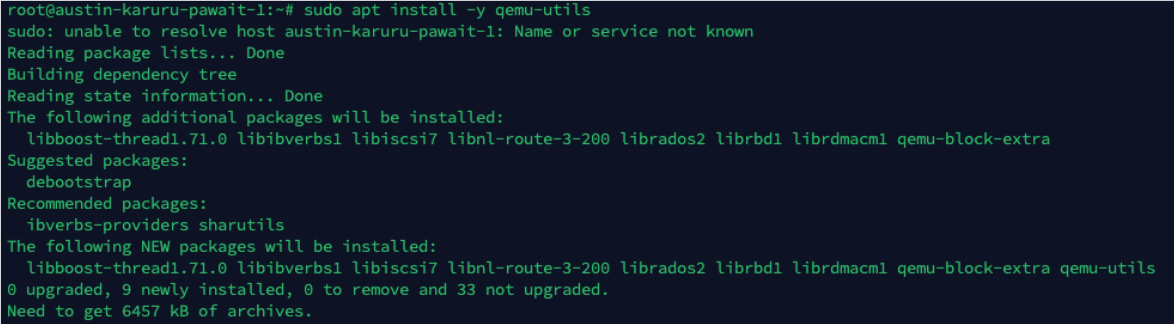 root@austin-karuru-pawait-1:~# sudo apt install -y qemu-utils
sudo: unable to resolve host austin-karuru-pawait-1: Name or service not known
Reading package lists... Done
Building dependency tree
Reading state information... Done
The following additional packages will be installed:
  libboost-thread1.71.0 libibverbs1 libiscsi7 libnl-route-3-200 librados2 librbd1 librdmacm1 qemu-block-extra
Suggested packages:
  debootstrap
Recommended packages:
  ibverbs-providers sharutils
The following NEW packages will be installed:
  libboost-thread1.71.0 libibverbs1 libiscsi7 libnl-route-3-200 librados2 librbd1 librdmacm1 qemu-block-extra qemu-utils
0 upgraded, 9 newly installed, 0 to remove and 33 not upgraded.
Need to get 6457 kB of archives.